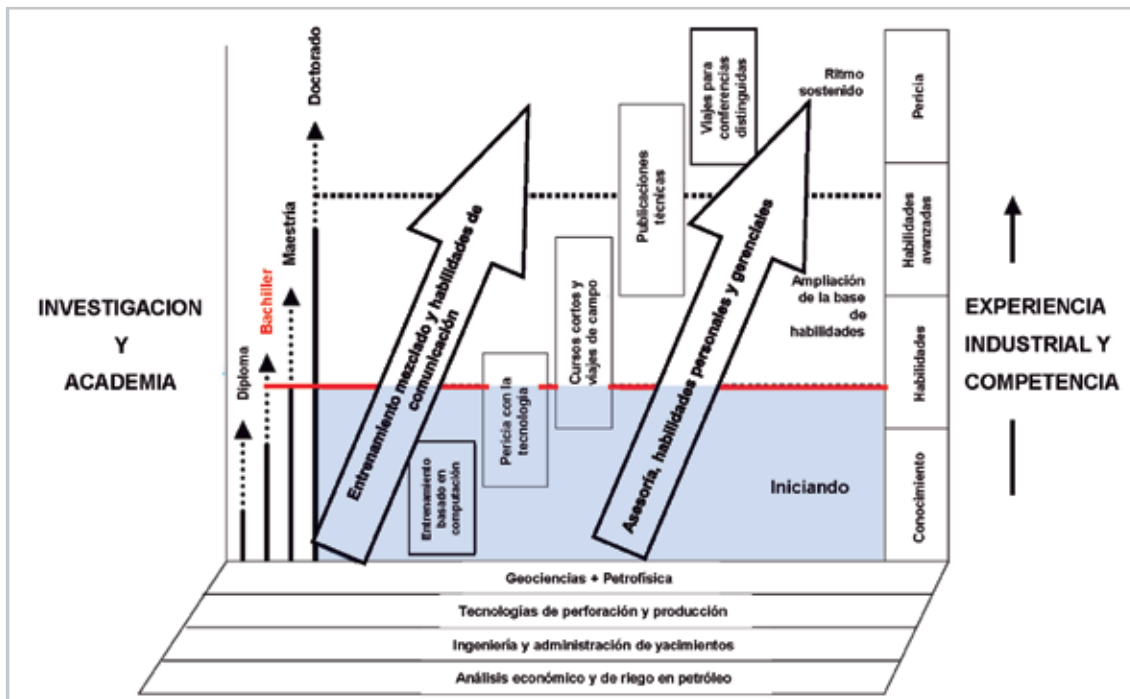 INVESTIGACION
Y
ACADEMIA
Diploma
Bachiller
Maestría
Doctorado
Entrenamiento mezclado y habilidades de
comunicación
Entrenamiento
basado en
computación
Pericia con la
tecnología
Cursos cortos y
viajes de campo
Publicaciones
técnicas
Viajes para
conferencias
distinguidas
Asesoría, habilidades personales y gerenciales
Ritmo
sostenido
Ampliación
de la base
de
habilidades
Iniciando
Pericia
Habilidades
avanzadas
Habilidades
Conocimiento
EXPERIENCIA
INDUSTRIAL Y
COMPETENCIA
Geociencias + Petrofísica
Tecnologías de perforación y producción
Ingeniería y administración de yacimientos
Análisis económico y de riego en petróleo